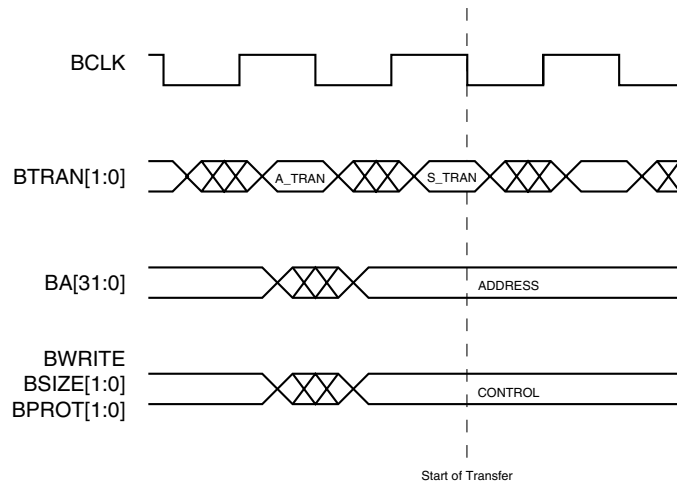 BCLK
BTRAN[1:0]
A_TRAN
S_TRAN
BA[31:0]
ADDRESS
BWRITE
BSIZE[1:0]
BPROT[1:0]
CONTROL
Start of Transfer